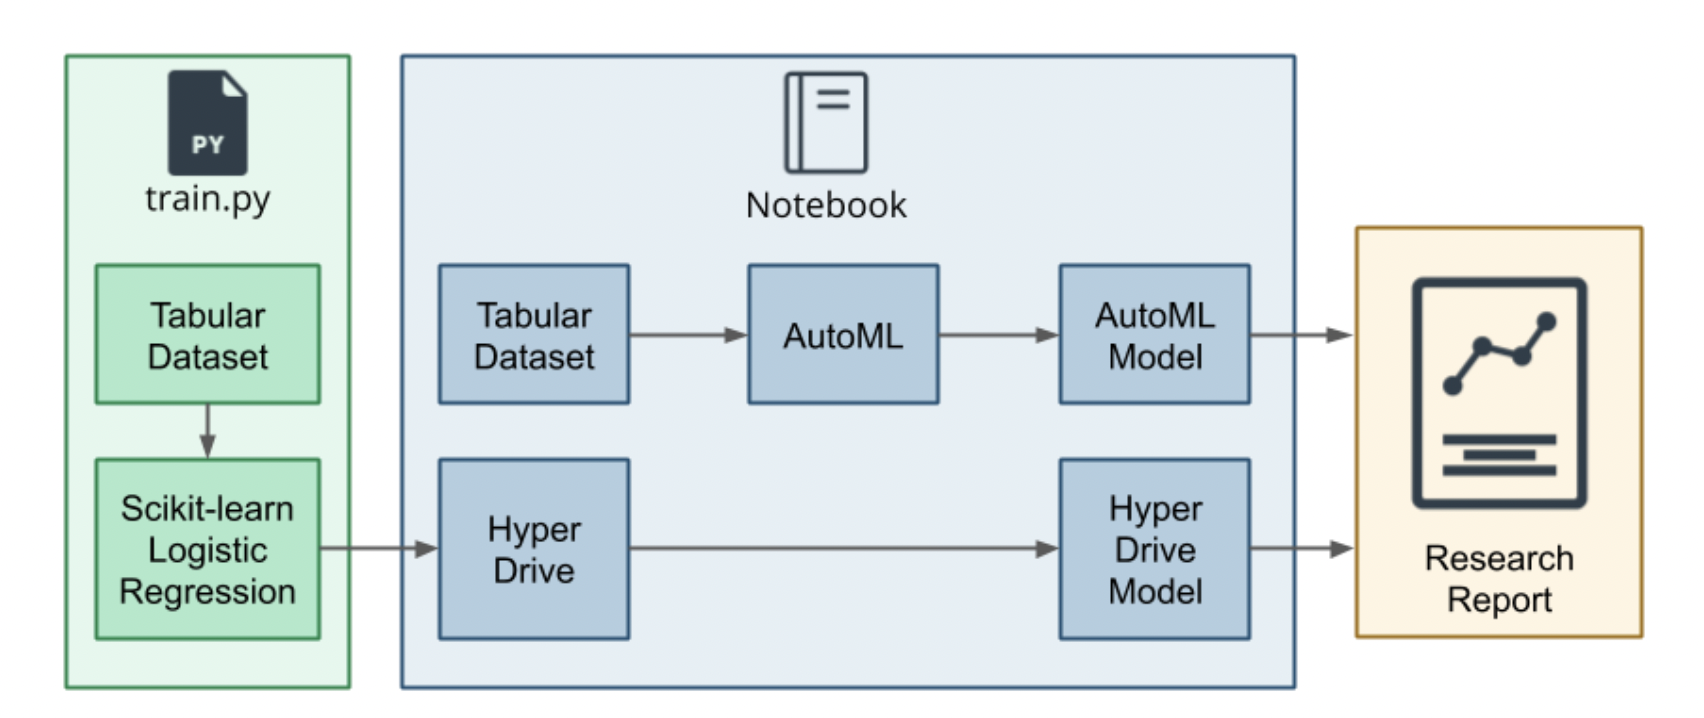 PY
train.py
Tabular
Dataset
Scikit-learn
Logistic
Regression
Notebook
Tabular
Dataset
AutoML
AutoML
Model
Hyper
Drive
Hyper
Drive
Model
Research
Report